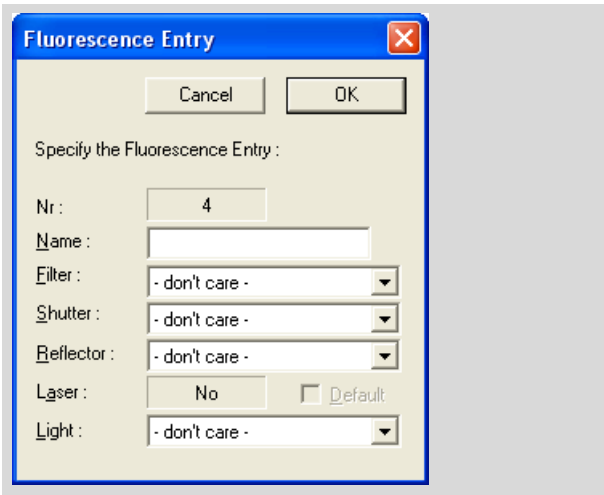 Fluorescence Entry
Cancel OK
Specify the Fluorescence Entry :
Nr : 4
Name :
Filter : - don't care -
Shutter : - don't care -
Reflector : - don't care -
Laser : No Default
Light : - don't care -